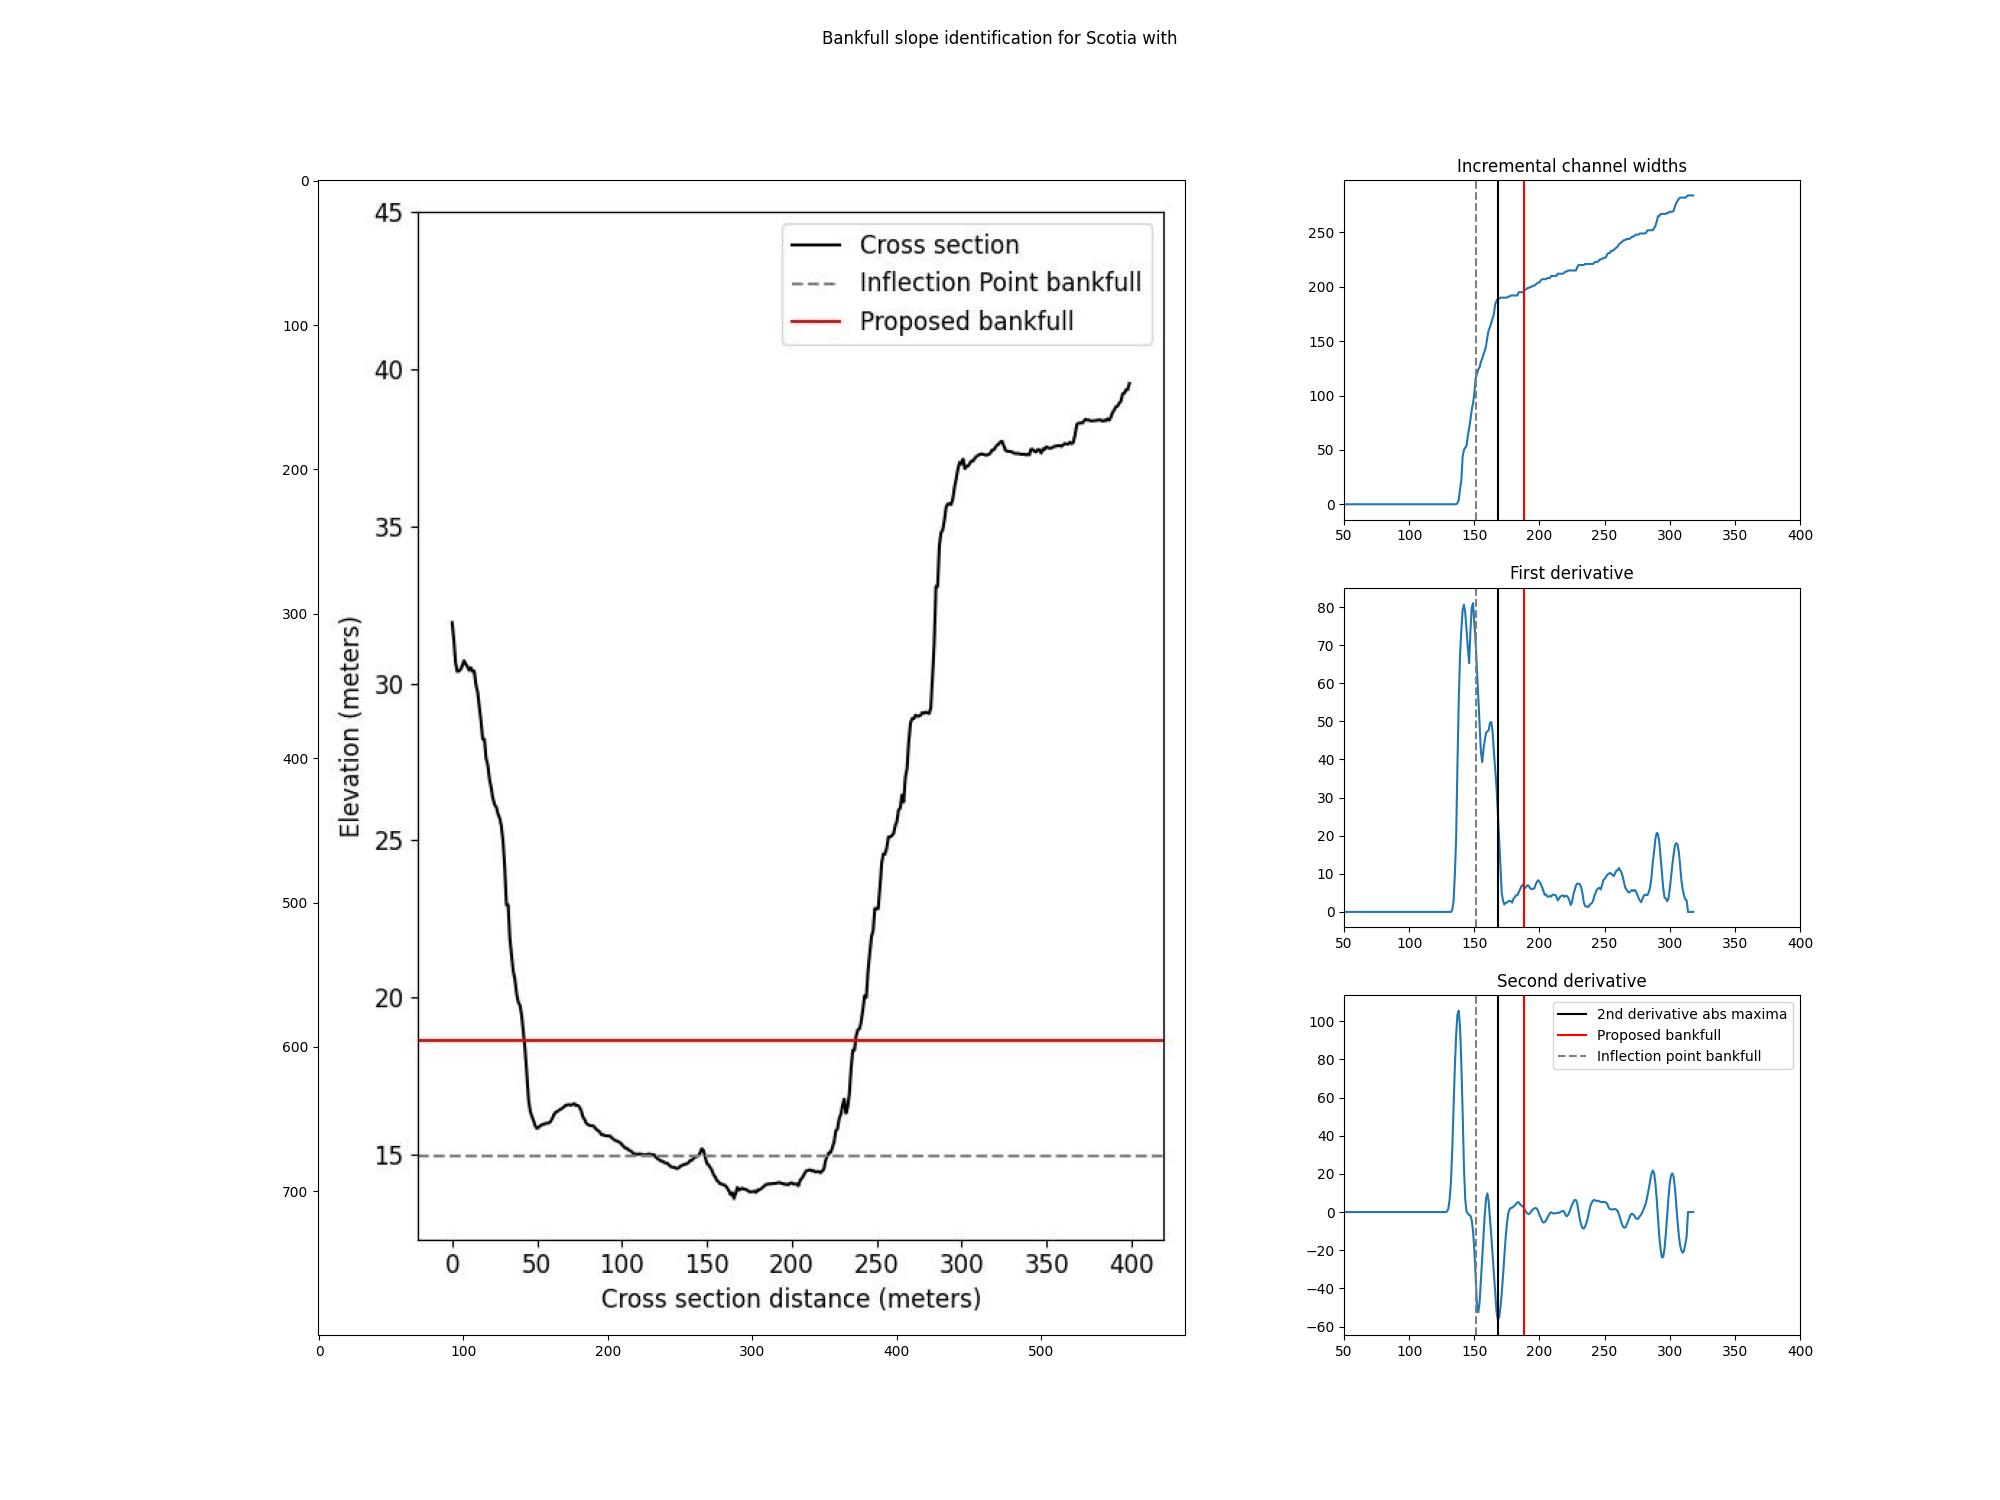 Bankfull slope identification for Scotia with
0
100
200
300
400
500
600
700
45
40
35
30
25
20
15
Elevation (meters)
Cross section
Inflection Point bankfull
Proposed bankfull
0 50 100 150 200 250 300 350 400
Cross section distance (meters)
0 100 200 300 400 500
Incremental channel widths
250
200
150
100
50
0
50 100 150 200 250 300 350 400
First derivative
80
70
60
50
40
30
20
10
0
50 100 150 200 250 300 350 400
Second derivative
100
80
60
40
20
0
−20
−40
−60
2nd derivative abs maxima
Proposed bankfull
Inflection point bankfull
50 100 150 200 250 300 350 400